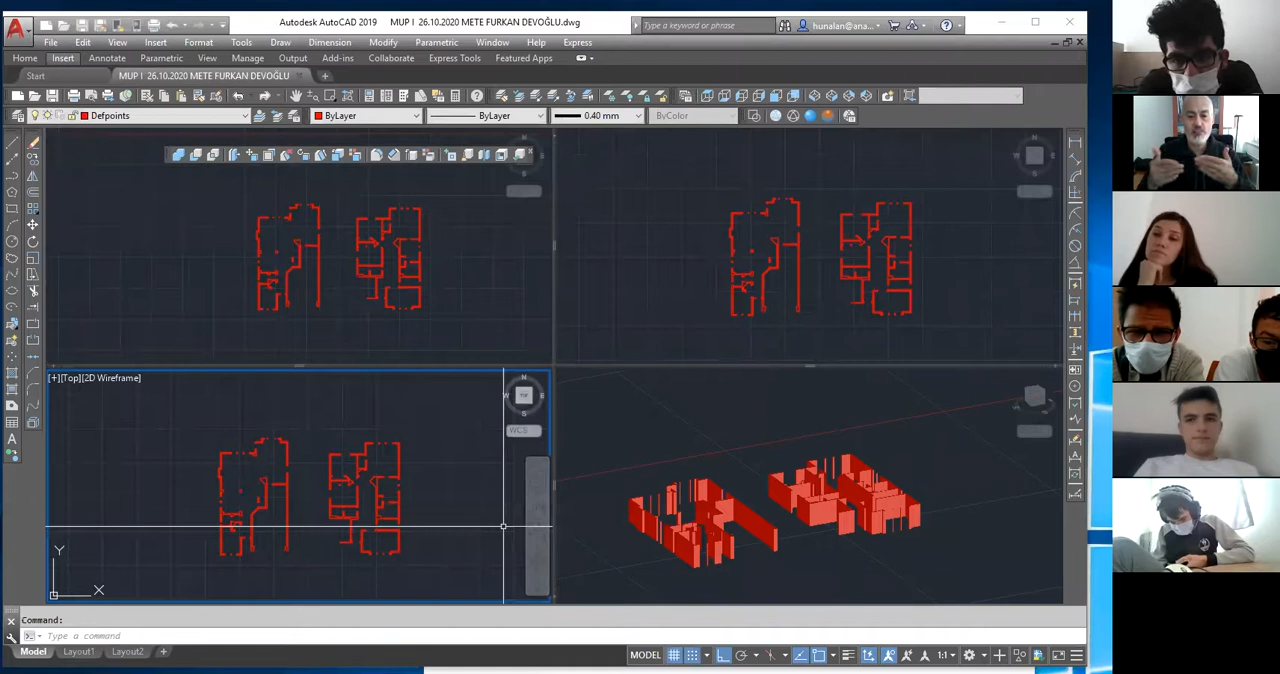 Autodesk AutoCAD 2019 MUP I 26.10.2020 METE FURKAN DEVOĞLU.dwg
Type a keyword or phrase
hunalan@ana...
File Edit View Insert Format Tools Draw Dimension Modify Parametric Window Help Express
Home Insert Annotate Parametric View Manage Output Add-ins Collaborate Express Tools Featured Apps
Start MUP I 26.10.2020 METE FURKAN DEVOĞLU
Defpoints ByLayer ByLayer 0.40 mm ByColor
[+][Top][2D Wireframe]
N
W TOP E
S
WCS
Y
X
Command:
Type a command
Model Layout1 Layout2 +
MODEL 1:1